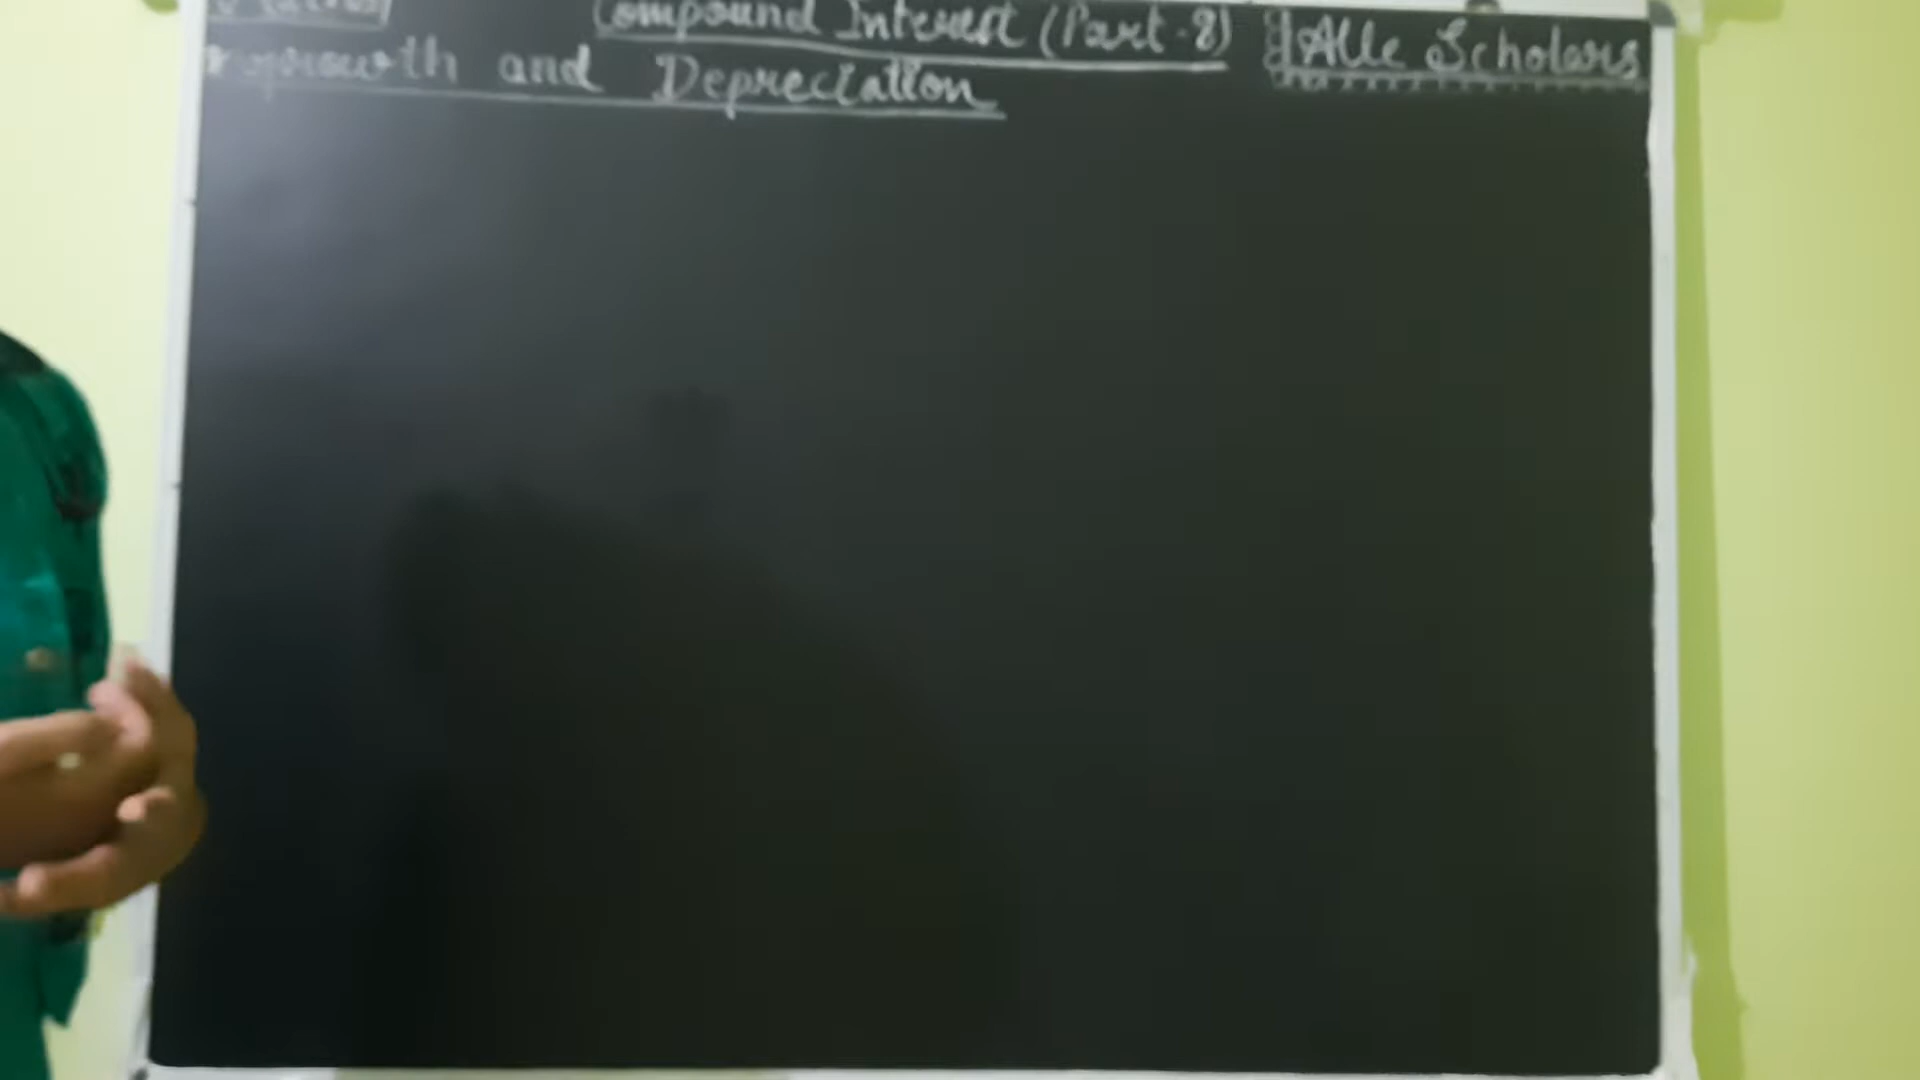 Compound Interest (Part-8)
Alle Scholars
growth and Depreciation